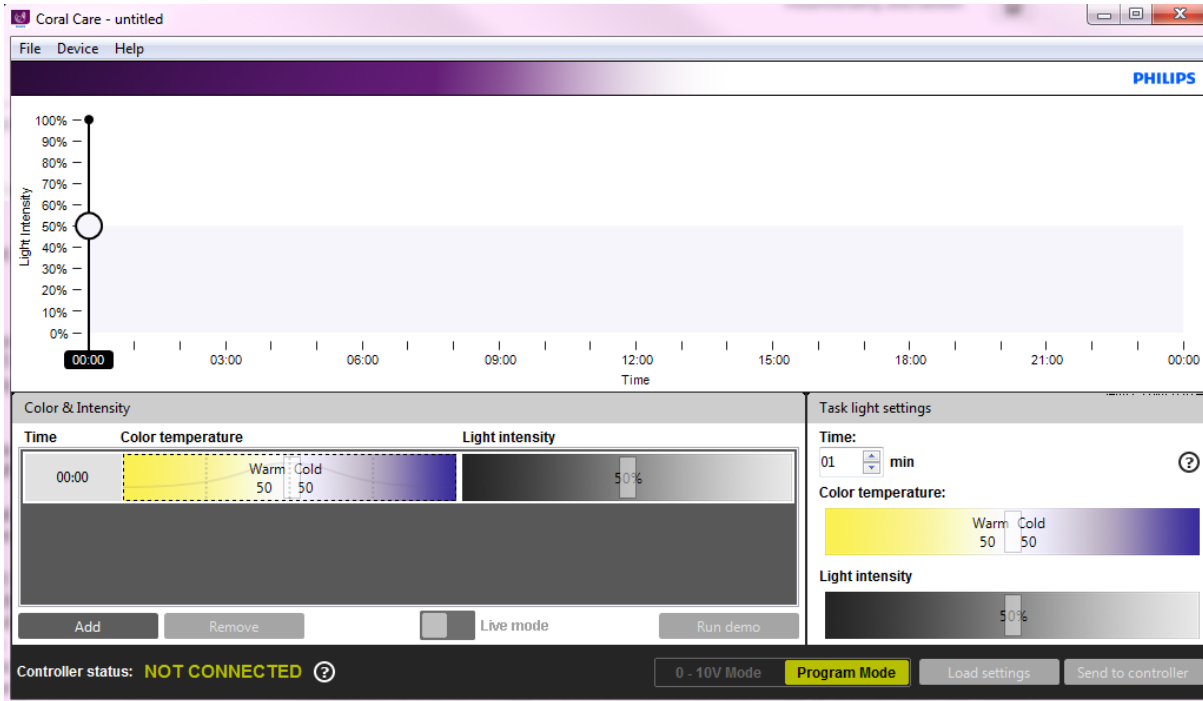 Coral Care - untitled
File Device Help
PHILIPS
100%
90%
80%
70%
60%
50%
40%
30%
20%
10%
0%
Light Intensity
00:00 03:00 06:00 09:00 12:00 15:00 18:00 21:00 00:00
Time
Color & Intensity
Time Color temperature Light intensity
00:00 Warm Cold
50 50 50%
Add Remove Live mode Run demo
Task light settings
Time:
01 min ?
Color temperature:
Warm Cold
50 50
Light intensity
50%
Controller status: NOT CONNECTED ? 0 - 10V Mode Program Mode Load settings Send to controller